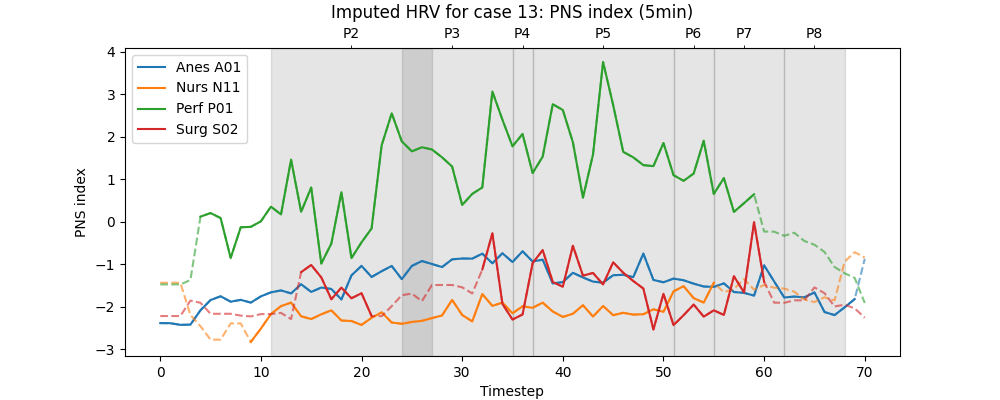 Imputed HRV for case 13: PNS index (5min)
P2 P3 P4 P5 P6 P7 P8
Anes A01
Nurs N11
Perf P01
Surg S02
4
3
2
1
0
−1
−2
−3
PNS index
0 10 20 30 40 50 60 70
Timestep